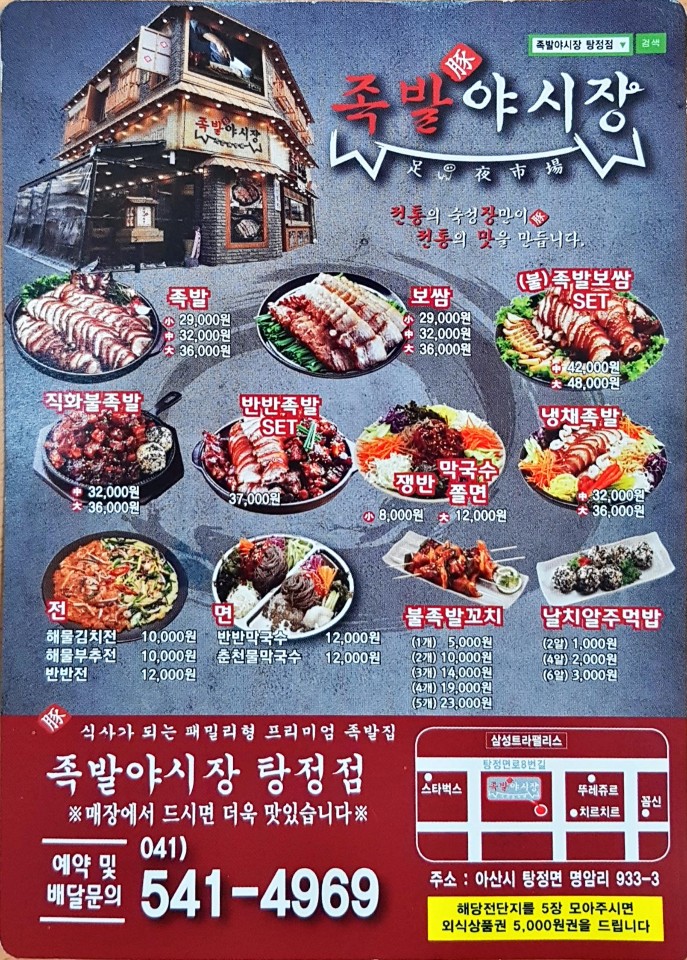 족발야시장 탕정점 ▼ 검색
족발야시장
豚
足 夜市場
전통의 숙성장만이 豚
전통의 맛을 만듭니다.
족발야시장
족발
小 29,000원
中 32,000원
大 36,000원
보쌈
小 29,000원
中 32,000원
大 36,000원
(불)족발보쌈
SET
中 42,000원
大 48,000원
직화불족발
中 32,000원
大 36,000원
반반족발
SET
37,000원
쟁반 막국수
쫄면
小 8,000원 大 12,000원
냉채족발
中 32,000원
大 36,000원
전
해물김치전 10,000원
해물부추전 10,000원
반반전 12,000원
면
반반막국수 12,000원
춘천물막국수 12,000원
불족발꼬치
(1개) 5,000원
(2개) 10,000원
(3개) 14,000원
(4개) 19,000원
(5개) 23,000원
날치알주먹밥
(2알) 1,000원
(4알) 2,000원
(6알) 3,000원
豚 식사가 되는 패밀리형 프리미엄 족발집
족발야시장 탕정점
※매장에서 드시면 더욱 맛있습니다※
예약 및
배달문의
041)
541-4969
삼성트라팰리스
탕정면로8번길
스타벅스
족발야시장
뚜레쥬르
치르치르
꼼신
주소 : 아산시 탕정면 명암리 933-3
해당전단지를 5장 모아주시면
외식상품권 5,000원권을 드립니다